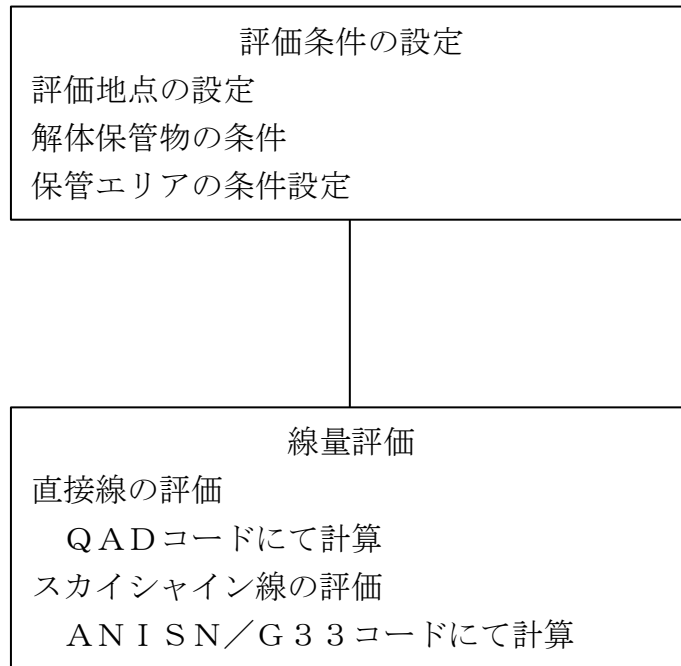 評価条件の設定
評価地点の設定
解体保管物の条件
保管エリアの条件設定
線量評価
直接線の評価
ＱＡＤコードにて計算
スカイシャイン線の評価
ＡＮＩＳＮ／Ｇ３３コードにて計算